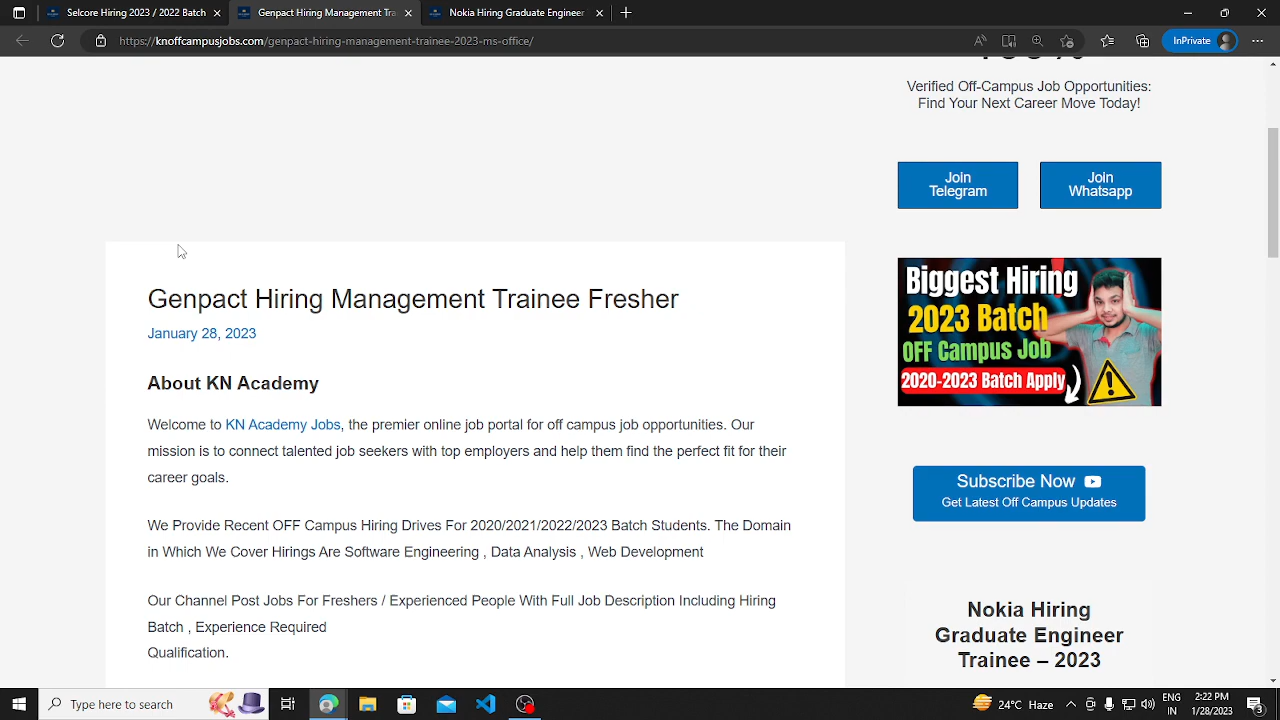 Selcore Hiring 2023 / 2022 Batch
Genpact Hiring Management Tra
Nokia Hiring Graduate Engineer
https://knoffcampusjobs.com/genpact-hiring-management-trainee-2023-ms-office/
InPrivate
Verified Off-Campus Job Opportunities:
Find Your Next Career Move Today!
Join
Telegram
Join
Whatsapp
Biggest Hiring
2023 Batch
OFF Campus Job
2020-2023 Batch Apply
Genpact Hiring Management Trainee Fresher
January 28, 2023
About KN Academy
Welcome to KN Academy Jobs, the premier online job portal for off campus job opportunities. Our
mission is to connect talented job seekers with top employers and help them find the perfect fit for their
career goals.
We Provide Recent OFF Campus Hiring Drives For 2020/2021/2022/2023 Batch Students. The Domain
in Which We Cover Hirings Are Software Engineering , Data Analysis , Web Development
Our Channel Post Jobs For Freshers / Experienced People With Full Job Description Including Hiring
Batch , Experience Required
Qualification.
Subscribe Now
Get Latest Off Campus Updates
Nokia Hiring
Graduate Engineer
Trainee – 2023
Type here to search
24°C Haze
ENG
IN
2:22 PM
1/28/2023
3